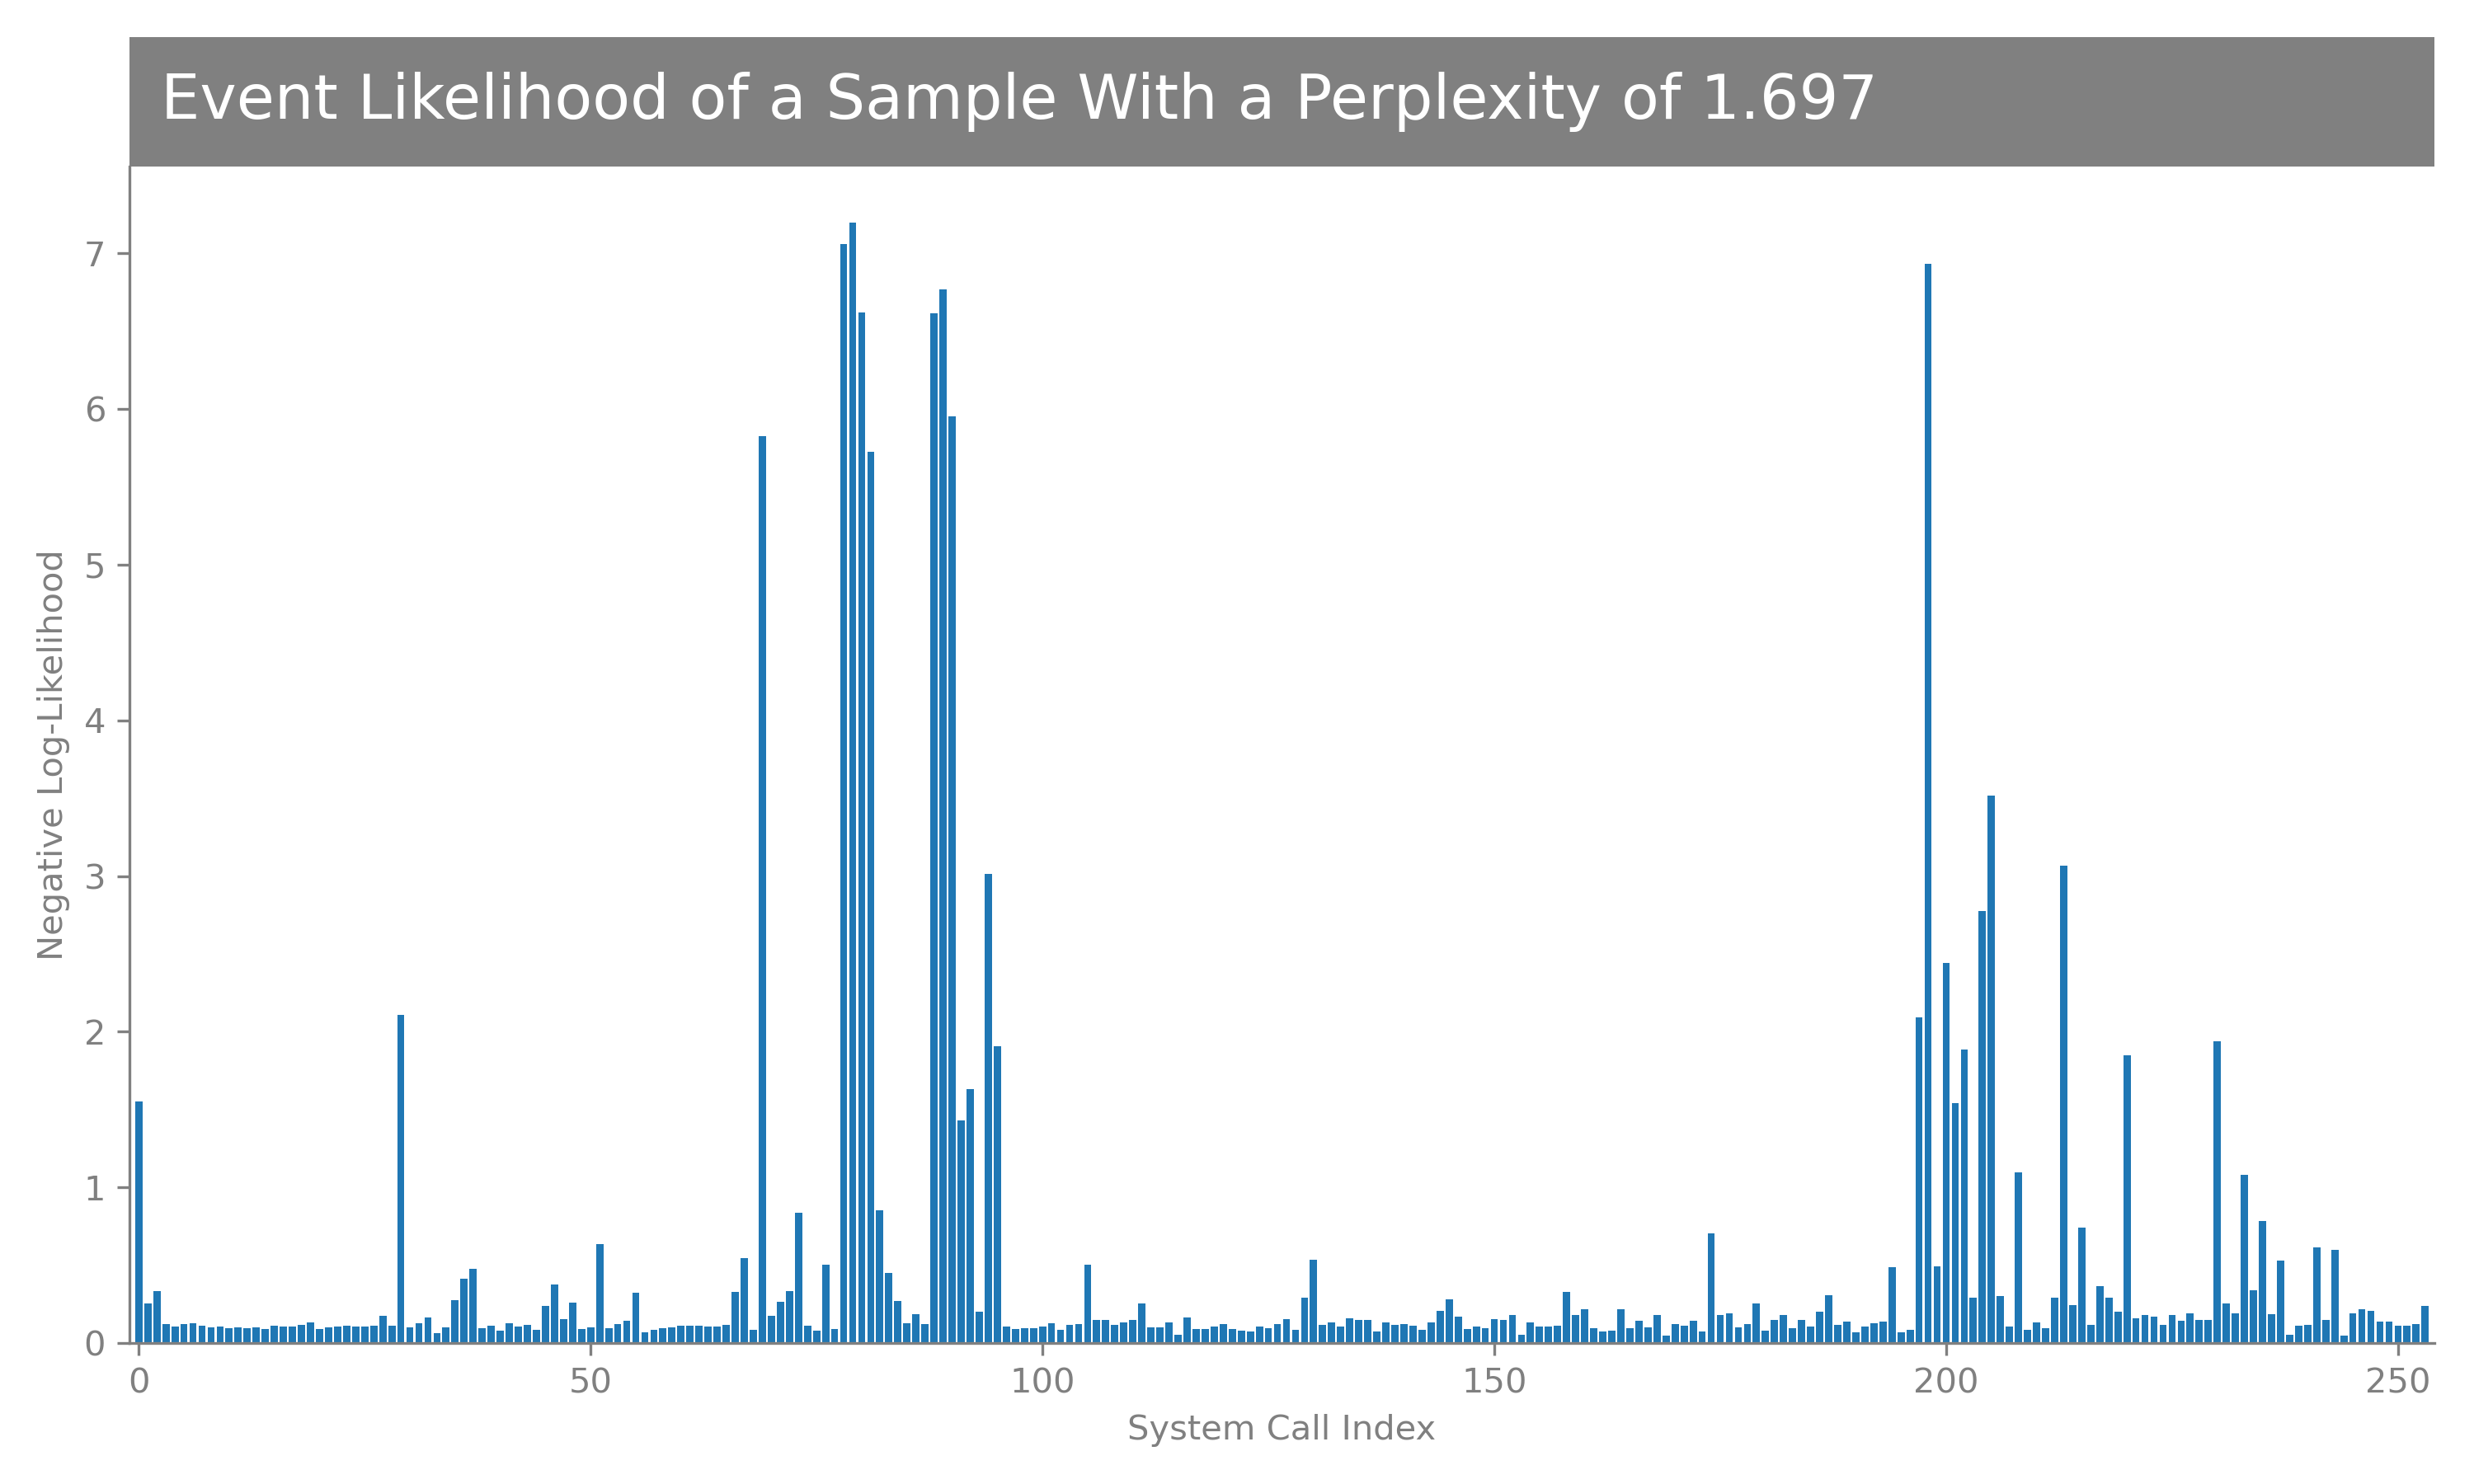 Event Likelihood of a Sample With a Perplexity of 1.697
7
6
5
4
3
2
1
0
Negative Log-Likelihood
0 50 100 150 200 250
System Call Index